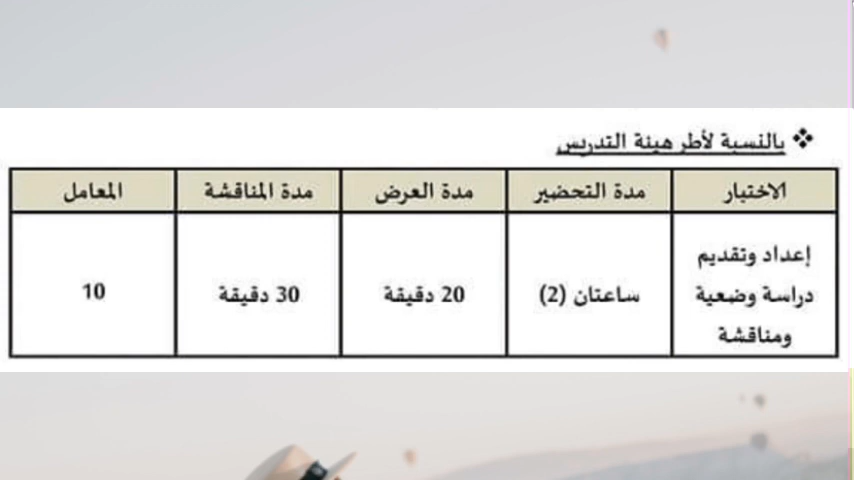 ❖ بالنسبة لأطر هيئة التدريس
الاختبار مدة التحضير مدة العرض مدة المناقشة المعامل
إعداد وتقديم
دراسة وضعية
ومناقشة
ساعتان (2)
20 دقيقة
30 دقيقة
10